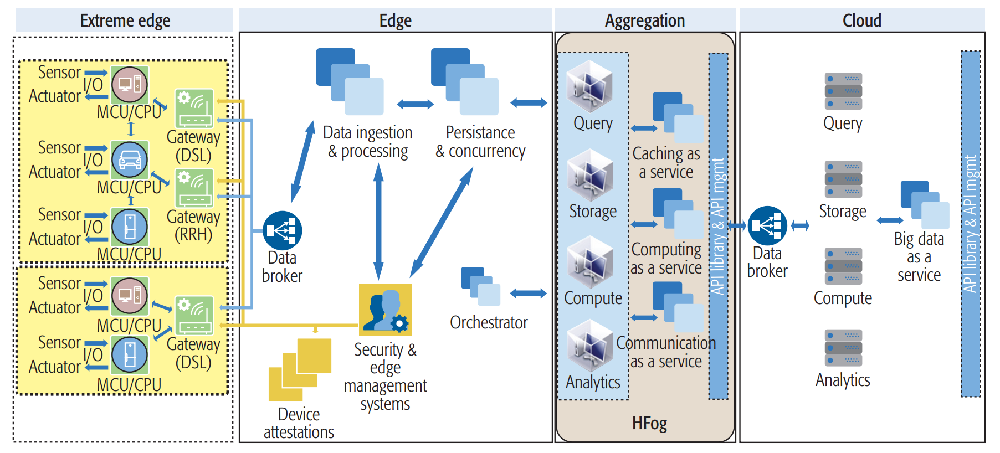 Extreme edge
Edge
Aggregation
Cloud
Sensor
I/O
Actuator
MCU/CPU
Gateway
(DSL)
Sensor
I/O
Actuator
MCU/CPU
Gateway
(RRH)
Sensor
I/O
Actuator
MCU/CPU
Sensor
I/O
Actuator
MCU/CPU
Gateway
(DSL)
Sensor
I/O
Actuator
MCU/CPU
Data ingestion
& processing
Persistance
& concurrency
Data
broker
Orchestrator
Security &
edge
management
systems
Device
attestations
Query
Storage
Compute
Analytics
Caching as
a service
Computing
as a service
Communication
as a service
API library & API mgmt
HFog
Data
broker
Query
Storage
Compute
Analytics
Big data
as a
service
API library & API mgmt